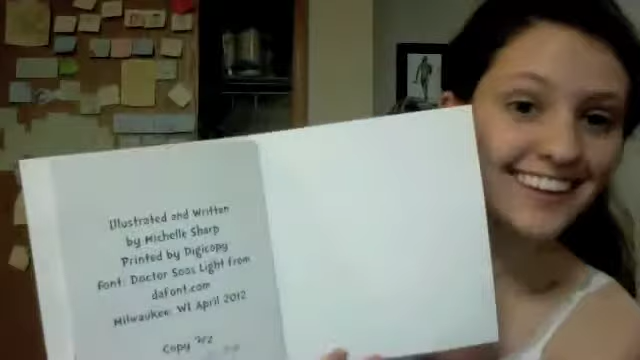 Illustrated and Written
by Michelle Sharp
Printed by Digicopy
Font: Doctor Soos Light from
dafont.com
Milwaukee, WI April 2012
Copy